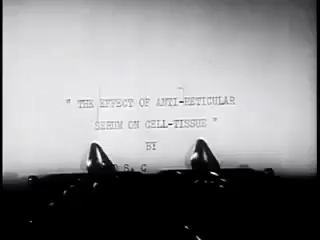 " THE EFFECT OF ANTI-RETICULAR
SERUM ON CELL-TISSUE "
BY
S. C